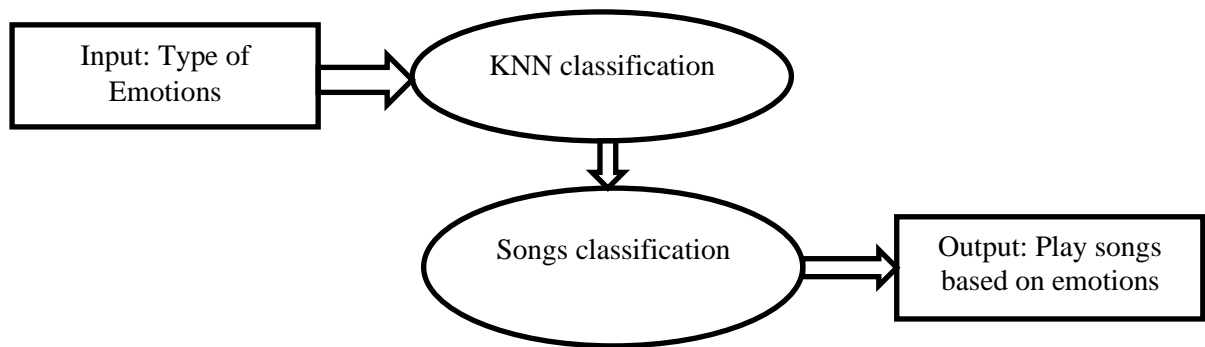 Input: Type of
Emotions
KNN classification
Songs classification
Output: Play songs
based on emotions